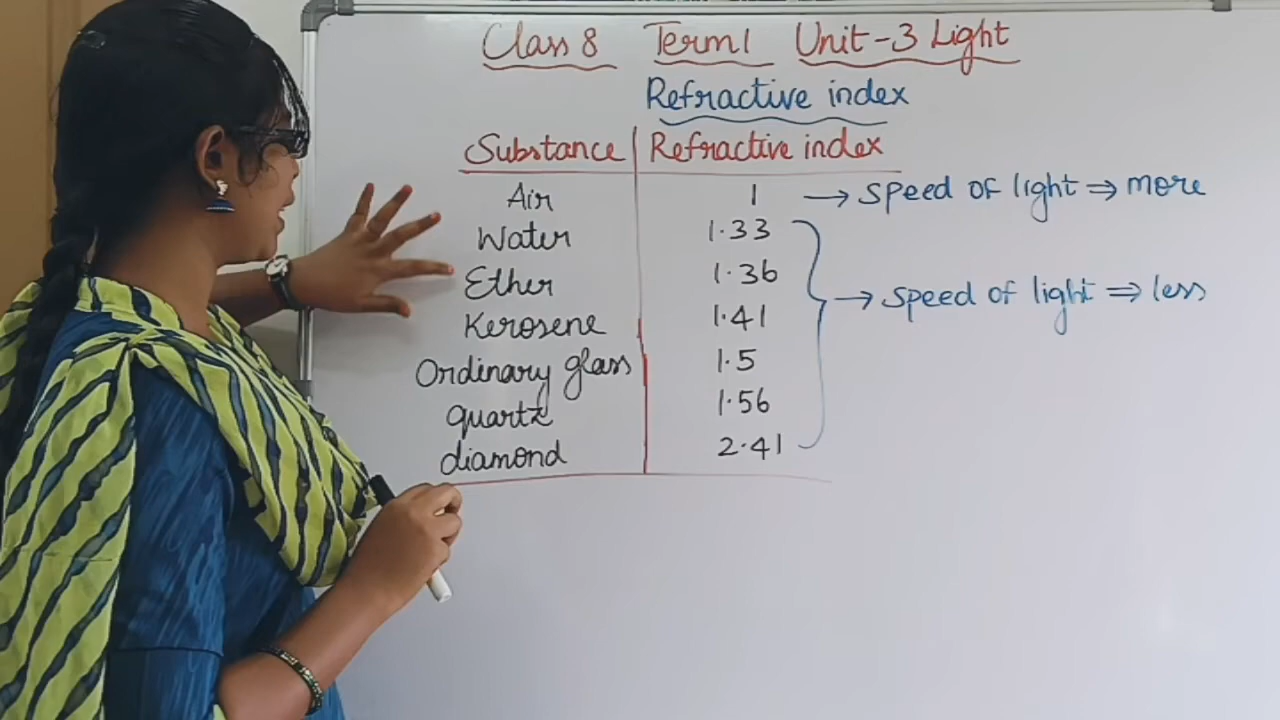 Class 8 Term 1 Unit-3 Light
Refractive index
Substance Refractive index
Air 1 → speed of light ⇒ more
Water 1.33
Ether 1.36 → speed of light ⇒ less
Kerosene 1.41
Ordinary glass 1.5
quartz 1.56
diamond 2.41